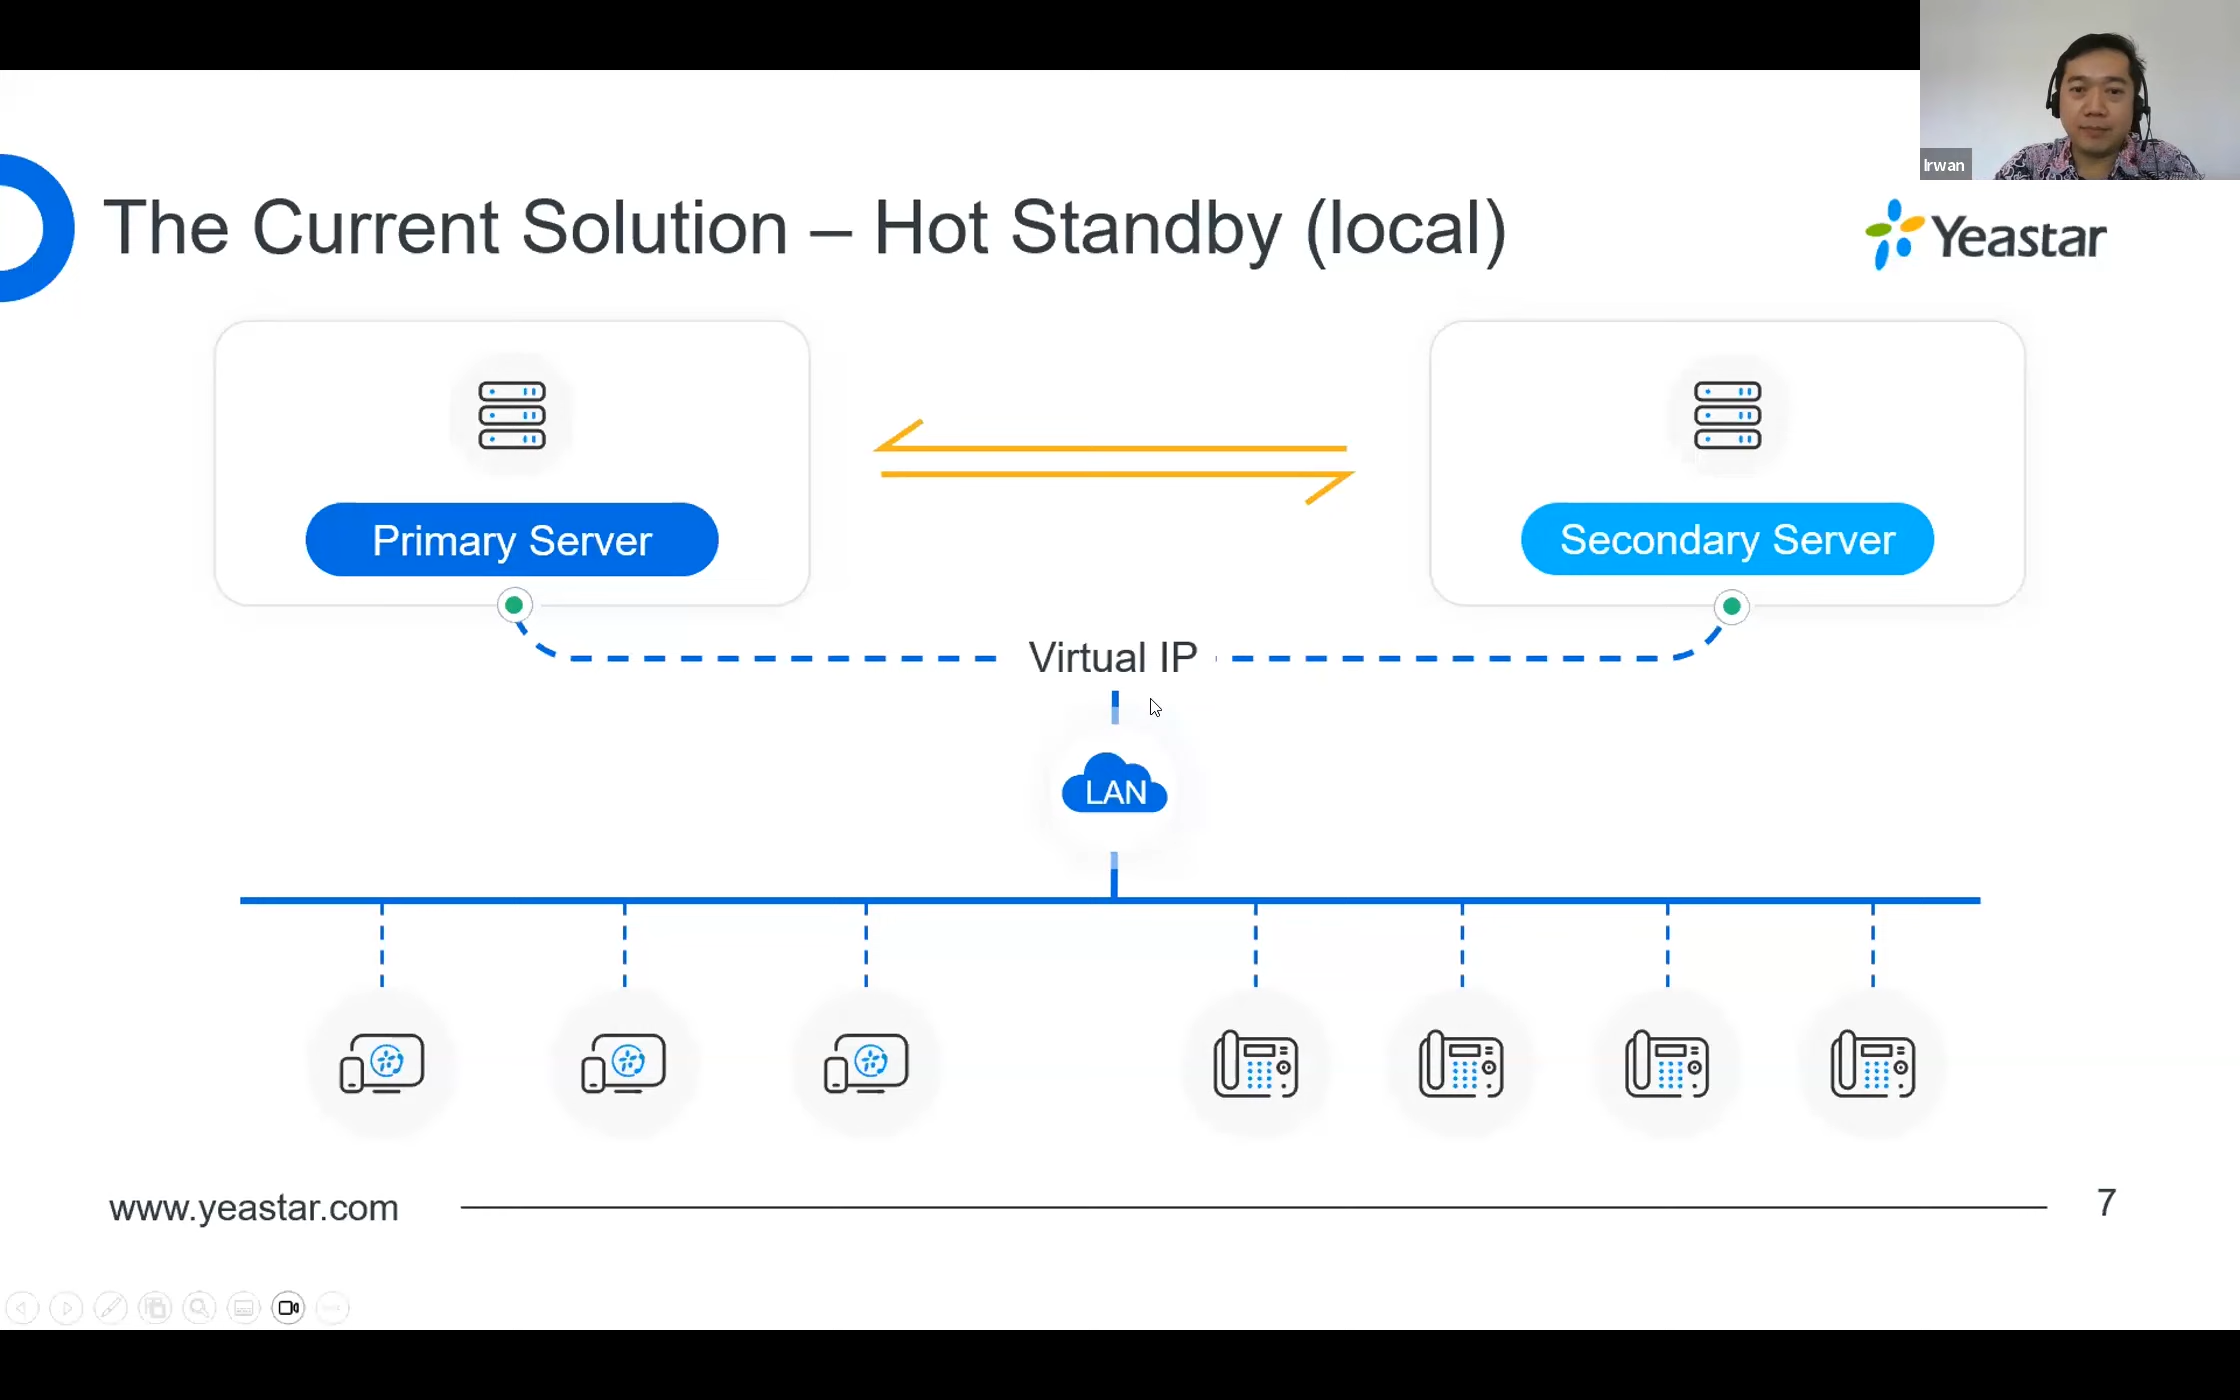 Irwan
The Current Solution – Hot Standby (local)
Yeastar
Primary Server
Secondary Server
Virtual IP
LAN
www.yeastar.com
7